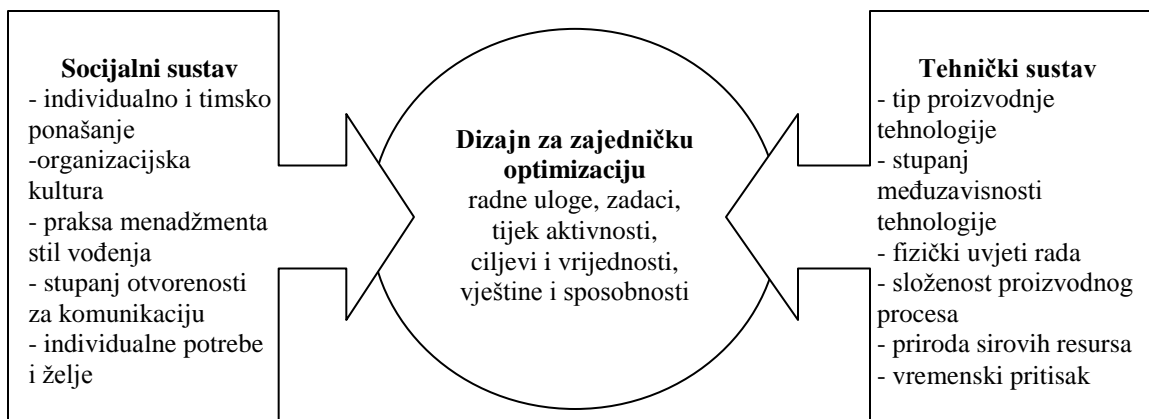 Socijalni sustav
- individualno i timsko
ponašanje
-organizacijska
kultura
- praksa menadžmenta
stil vođenja
- stupanj otvorenosti
za komunikaciju
- individualne potrebe
i želje
Dizajn za zajedničku
optimizaciju
radne uloge, zadaci,
tijek aktivnosti,
ciljevi i vrijednosti,
vještine i sposobnosti
Tehnički sustav
- tip proizvodnje
tehnologije
- stupanj
međuzavisnosti
tehnologije
- fizički uvjeti rada
- složenost proizvodnog
procesa
- priroda sirovih resursa
- vremenski pritisak